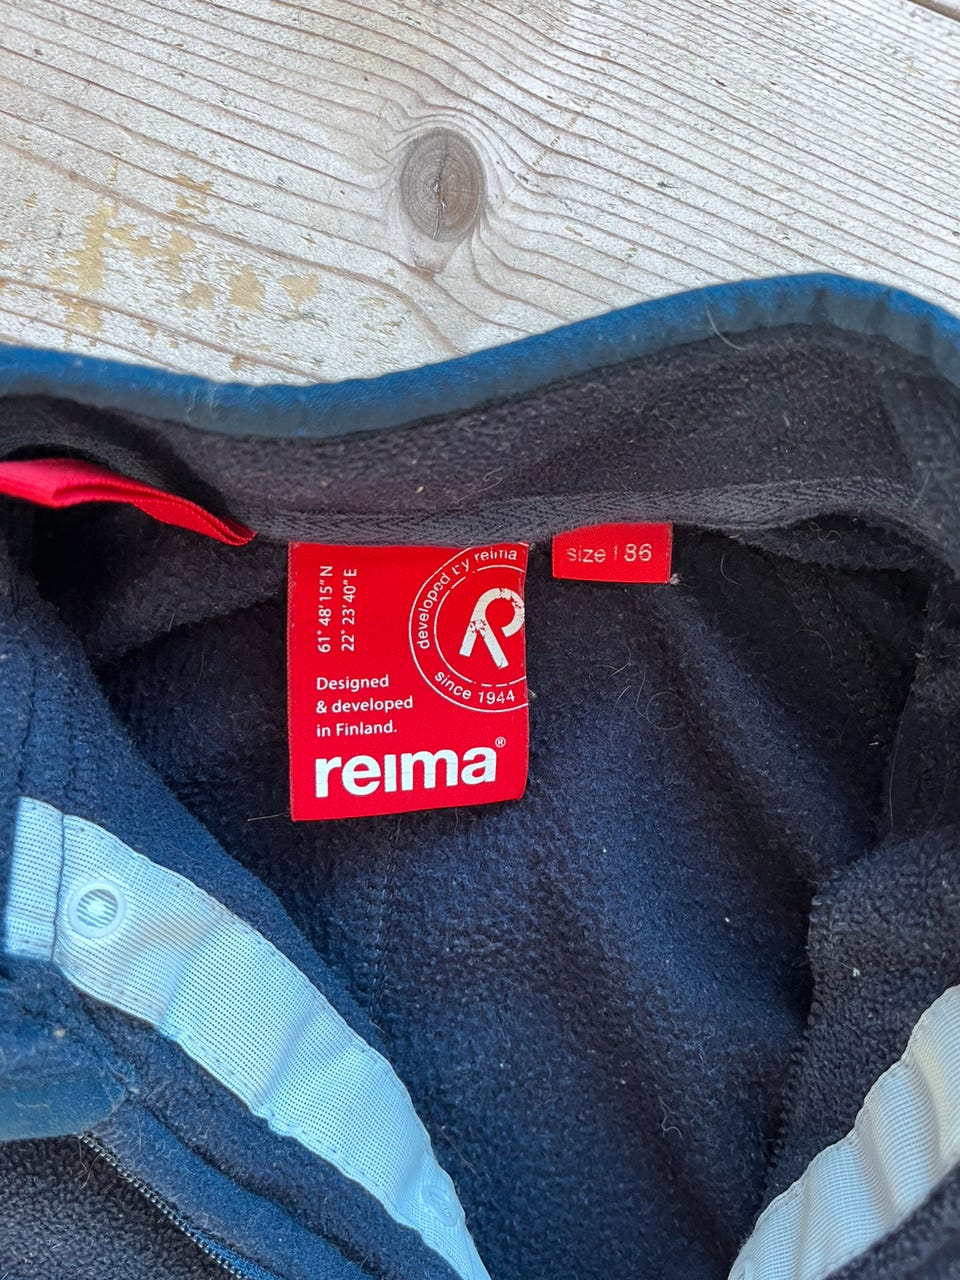 61° 48'15"N
22° 23'40"E
developed by reima
R
since 1944
Designed
& developed
in Finland.
reima®
size | 86